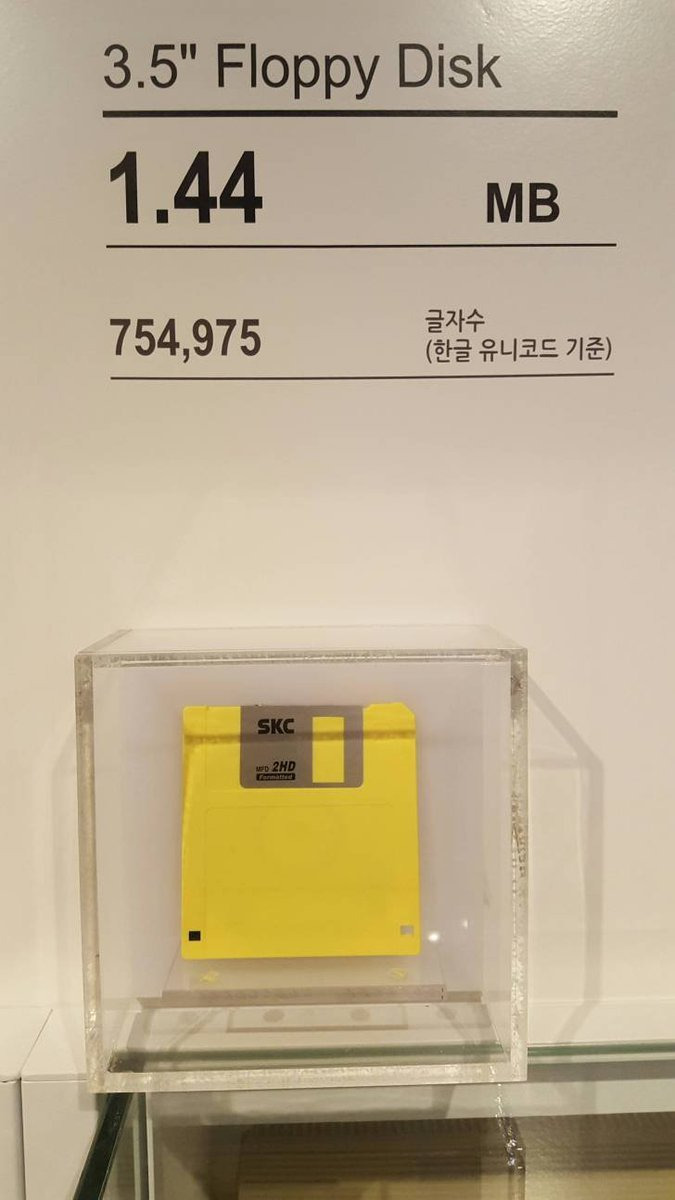 3.5" Floppy Disk
1.44 MB
754,975 글자수
(한글 유니코드 기준)
SKC
MFD 2HD
Formatted